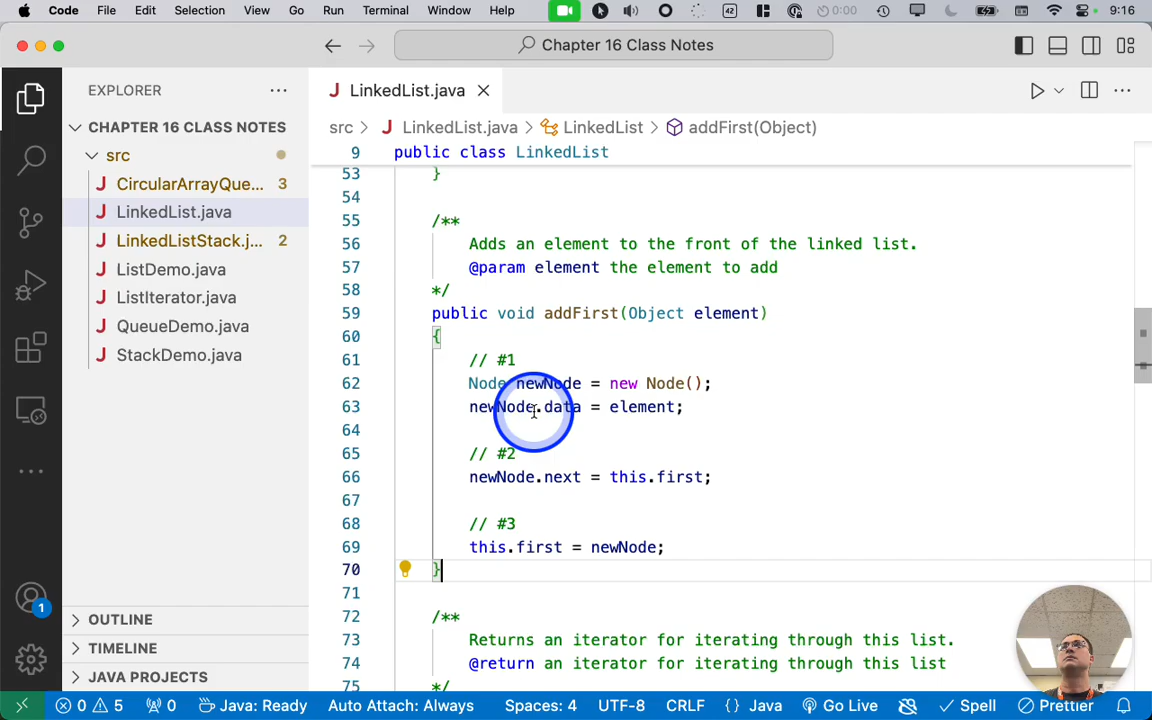 Code File Edit Selection View Go Run Terminal Window Help 42 0:00 9:16
Chapter 16 Class Notes
EXPLORER
LinkedList.java
CHAPTER 16 CLASS NOTES
src
CircularArrayQue... 3
LinkedList.java
LinkedListStack.j... 2
ListDemo.java
ListIterator.java
QueueDemo.java
StackDemo.java
OUTLINE
TIMELINE
JAVA PROJECTS
1
src > LinkedList.java > LinkedList > addFirst(Object)
9 public class LinkedList
53 }
54
55 /**
56 Adds an element to the front of the linked list.
57 @param element the element to add
58 */
59 public void addFirst(Object element)
60 {
61 // #1
62 Node newNode = new Node();
63 newNode.data = element;
64
65 // #2
66 newNode.next = this.first;
67
68 // #3
69 this.first = newNode;
70 }
71
72 /**
73 Returns an iterator for iterating through this list.
74 @return an iterator for iterating through this list
75 */
0 5 0 Java: Ready Auto Attach: Always Spaces: 4 UTF-8 CRLF {} Java Go Live Spell Prettier